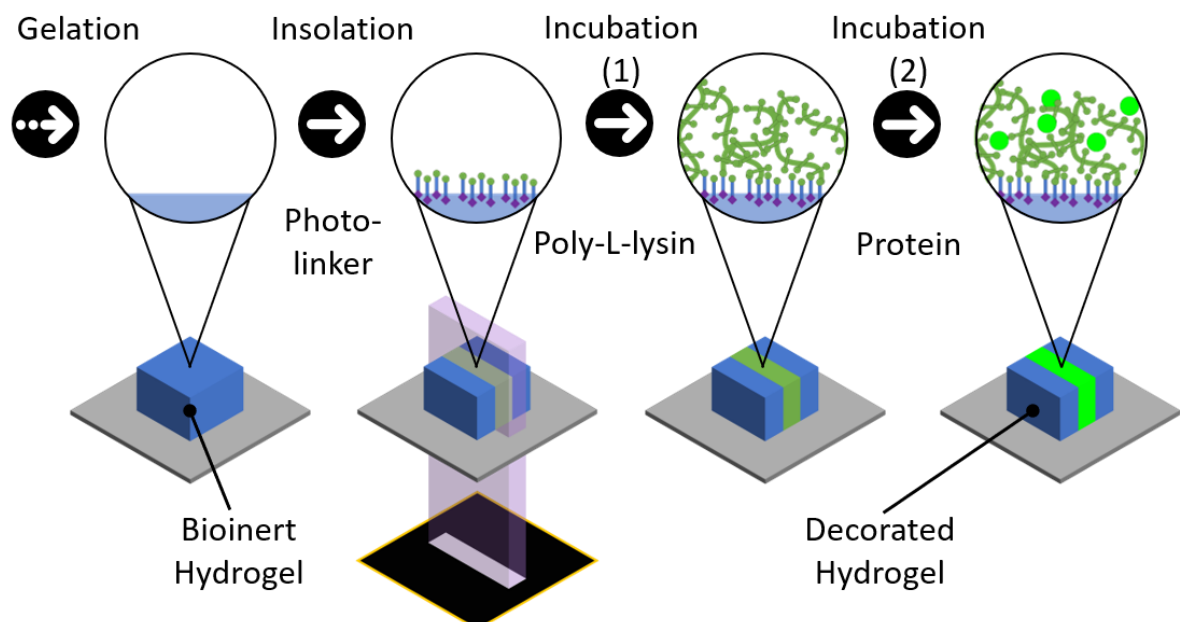 Gelation
Insolation
Incubation
(1)
Incubation
(2)
Photo-
linker
Poly-L-lysin
Protein
Bioinert
Hydrogel
Decorated
Hydrogel